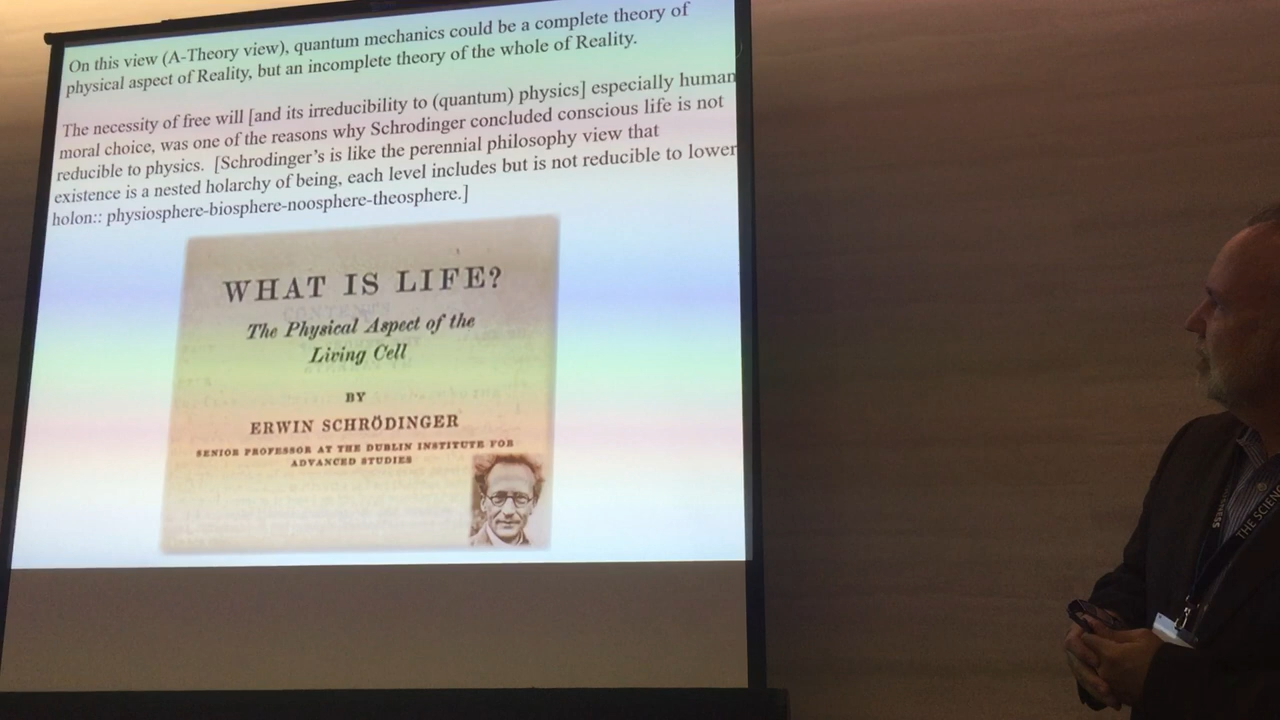 On this view (A-Theory view), quantum mechanics could be a complete theory of
physical aspect of Reality, but an incomplete theory of the whole of Reality.
The necessity of free will [and its irreducibility to (quantum) physics] especially human
moral choice, was one of the reasons why Schrodinger concluded conscious life is not
reducible to physics. [Schrodinger's is like the perennial philosophy view that
existence is a nested holarchy of being, each level includes but is not reducible to lower
holon:: physiosphere-biosphere-noosphere-theosphere.]
WHAT IS LIFE?
The Physical Aspect of the
Living Cell
BY
ERWIN SCHRÖDINGER
SENIOR PROFESSOR AT THE DUBLIN INSTITUTE FOR
ADVANCED STUDIES
THE